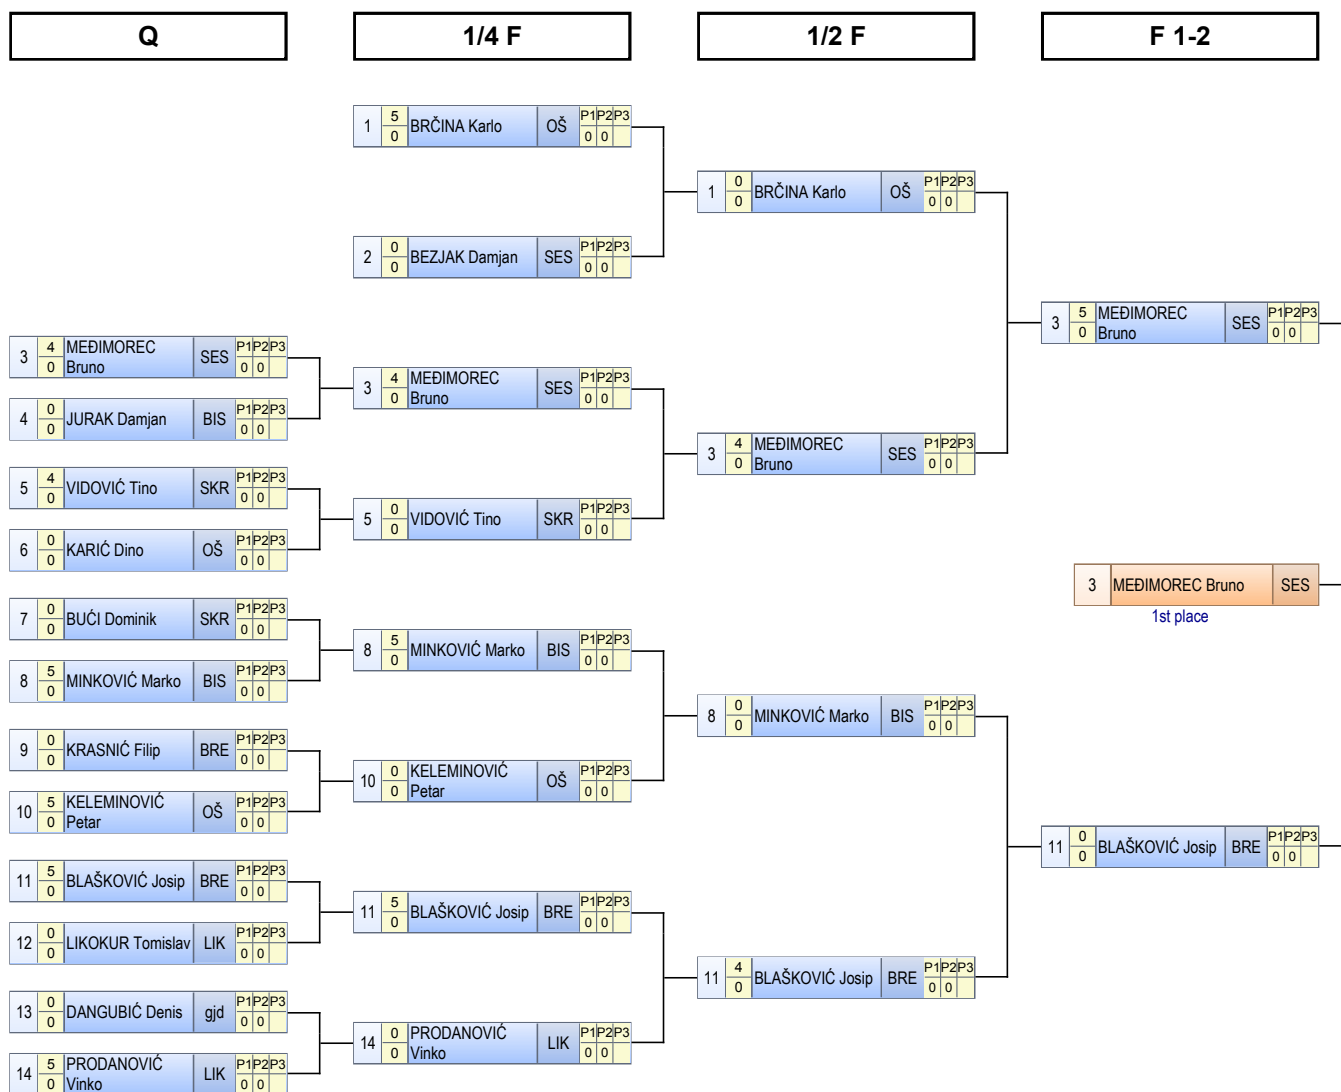 Q
1/4 F
1/2 F
F 1-2
1 5 BRČINA Karlo OŠ P1 P2 P3
0 0 0
2 0 BEZJAK Damjan SES P1 P2 P3
0 0 0
3 4 MEĐIMOREC SES P1 P2 P3
0 Bruno 0 0
4 0 JURAK Damjan BIS P1 P2 P3
0 0 0
5 4 VIDOVIĆ Tino SKR P1 P2 P3
0 0 0
6 0 KARIĆ Dino OŠ P1 P2 P3
0 0 0
7 0 BUĆI Dominik SKR P1 P2 P3
0 0 0
8 5 MINKOVIĆ Marko BIS P1 P2 P3
0 0 0
9 0 KRASNIĆ Filip BRE P1 P2 P3
0 0 0
10 5 KELEMINOVIĆ OŠ P1 P2 P3
0 Petar 0 0
11 5 BLAŠKOVIĆ Josip BRE P1 P2 P3
0 0 0
12 0 LIKOKUR Tomislav LIK P1 P2 P3
0 0 0
13 0 DANGUBIĆ Denis gjd P1 P2 P3
0 0 0
14 5 PRODANOVIĆ LIK P1 P2 P3
0 Vinko 0 0
3 4 MEĐIMOREC SES P1 P2 P3
0 Bruno 0 0
5 0 VIDOVIĆ Tino SKR P1 P2 P3
0 0 0
8 5 MINKOVIĆ Marko BIS P1 P2 P3
0 0 0
10 0 KELEMINOVIĆ OŠ P1 P2 P3
0 Petar 0 0
11 5 BLAŠKOVIĆ Josip BRE P1 P2 P3
0 0 0
14 0 PRODANOVIĆ LIK P1 P2 P3
0 Vinko 0 0
1 0 BRČINA Karlo OŠ P1 P2 P3
0 0 0
3 4 MEĐIMOREC SES P1 P2 P3
0 Bruno 0 0
8 0 MINKOVIĆ Marko BIS P1 P2 P3
0 0 0
11 4 BLAŠKOVIĆ Josip BRE P1 P2 P3
0 0 0
3 5 MEĐIMOREC SES P1 P2 P3
0 Bruno 0 0
3 MEĐIMOREC Bruno SES
1st place
11 0 BLAŠKOVIĆ Josip BRE P1 P2 P3
0 0 0